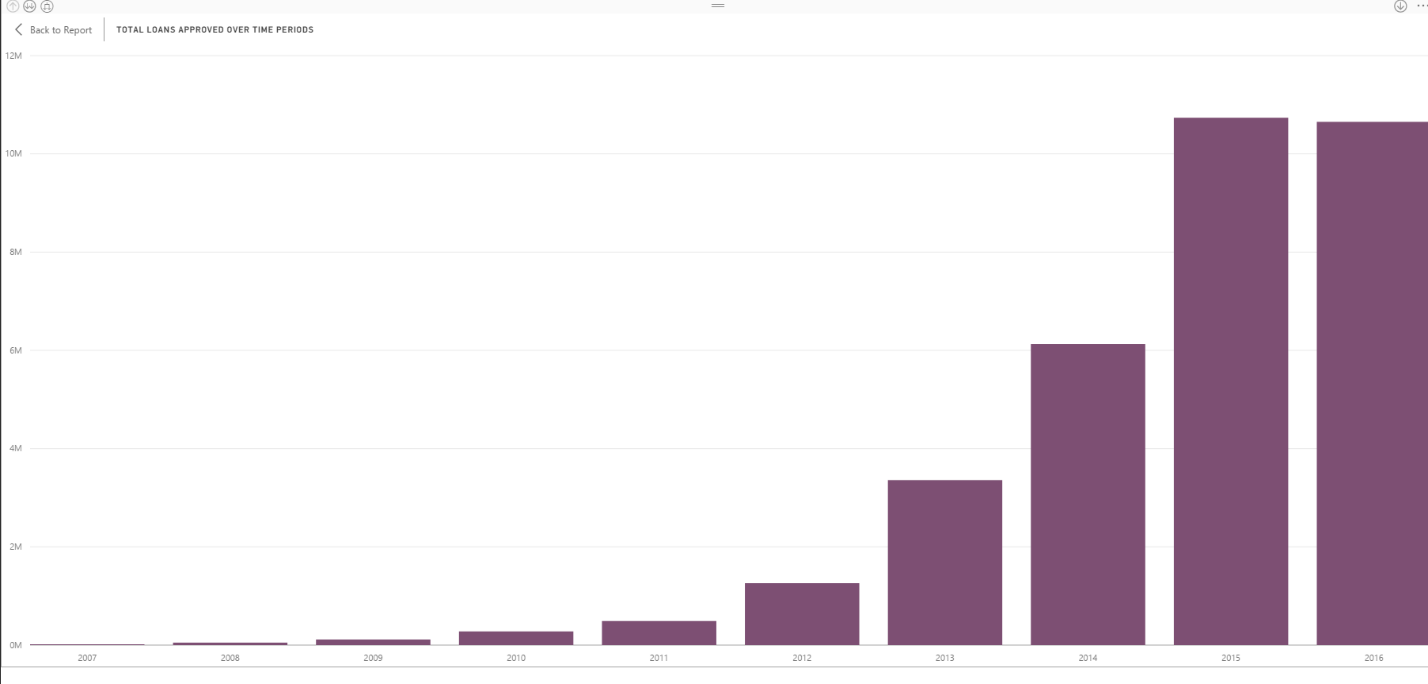 Back to Report
TOTAL LOANS APPROVED OVER TIME PERIODS
12M
10M
8M
6M
4M
2M
0M
2007 2008 2009 2010 2011 2012 2013 2014 2015 2016